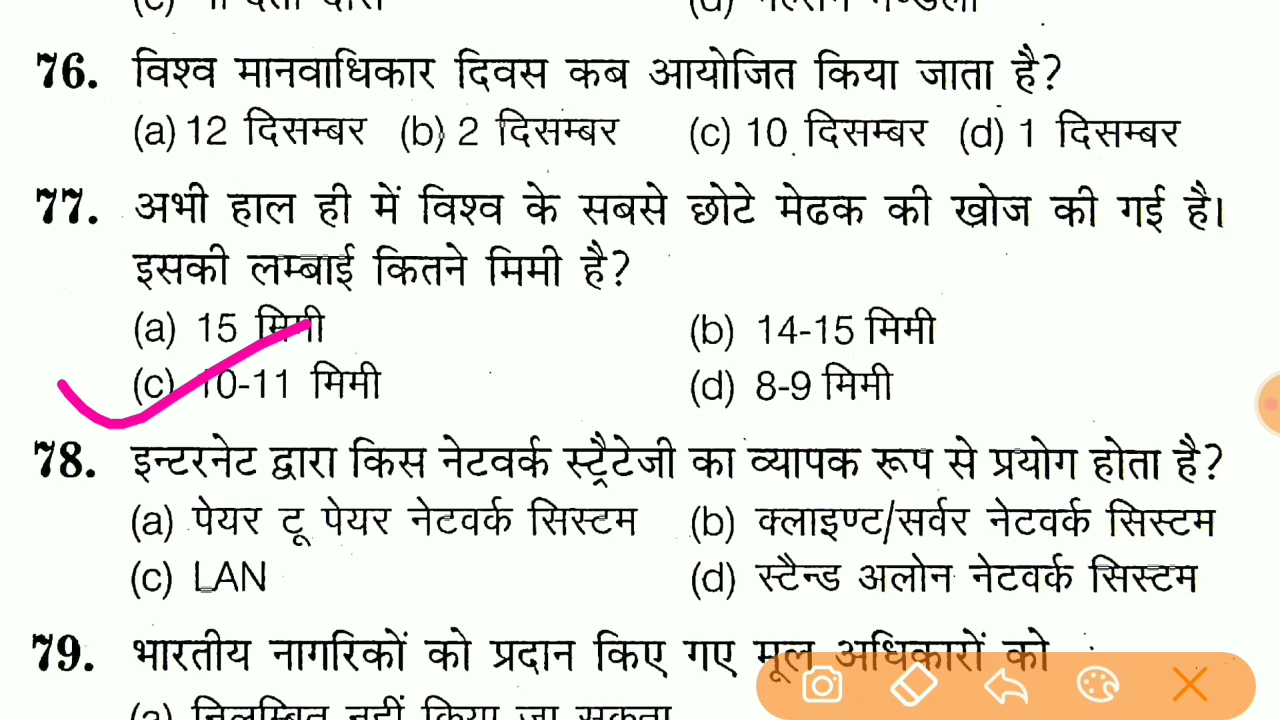 76. विश्व मानवाधिकार दिवस कब आयोजित किया जाता है?
(a) 12 दिसम्बर (b) 2 दिसम्बर (c) 10 दिसम्बर (d) 1 दिसम्बर
77. अभी हाल ही में विश्व के सबसे छोटे मेढक की खोज की गई है।
इसकी लम्बाई कितने मिमी है?
(a) 15 मिमी (b) 14-15 मिमी
(c) 10-11 मिमी (d) 8-9 मिमी
78. इन्टरनेट द्वारा किस नेटवर्क स्ट्रैटेजी का व्यापक रूप से प्रयोग होता है?
(a) पेयर टू पेयर नेटवर्क सिस्टम (b) क्लाइण्ट/सर्वर नेटवर्क सिस्टम
(c) LAN (d) स्टैन्ड अलोन नेटवर्क सिस्टम
79. भारतीय नागरिकों को प्रदान किए गए मूल अधिकारों को
(a) निलम्बित नहीं किया जा सकता